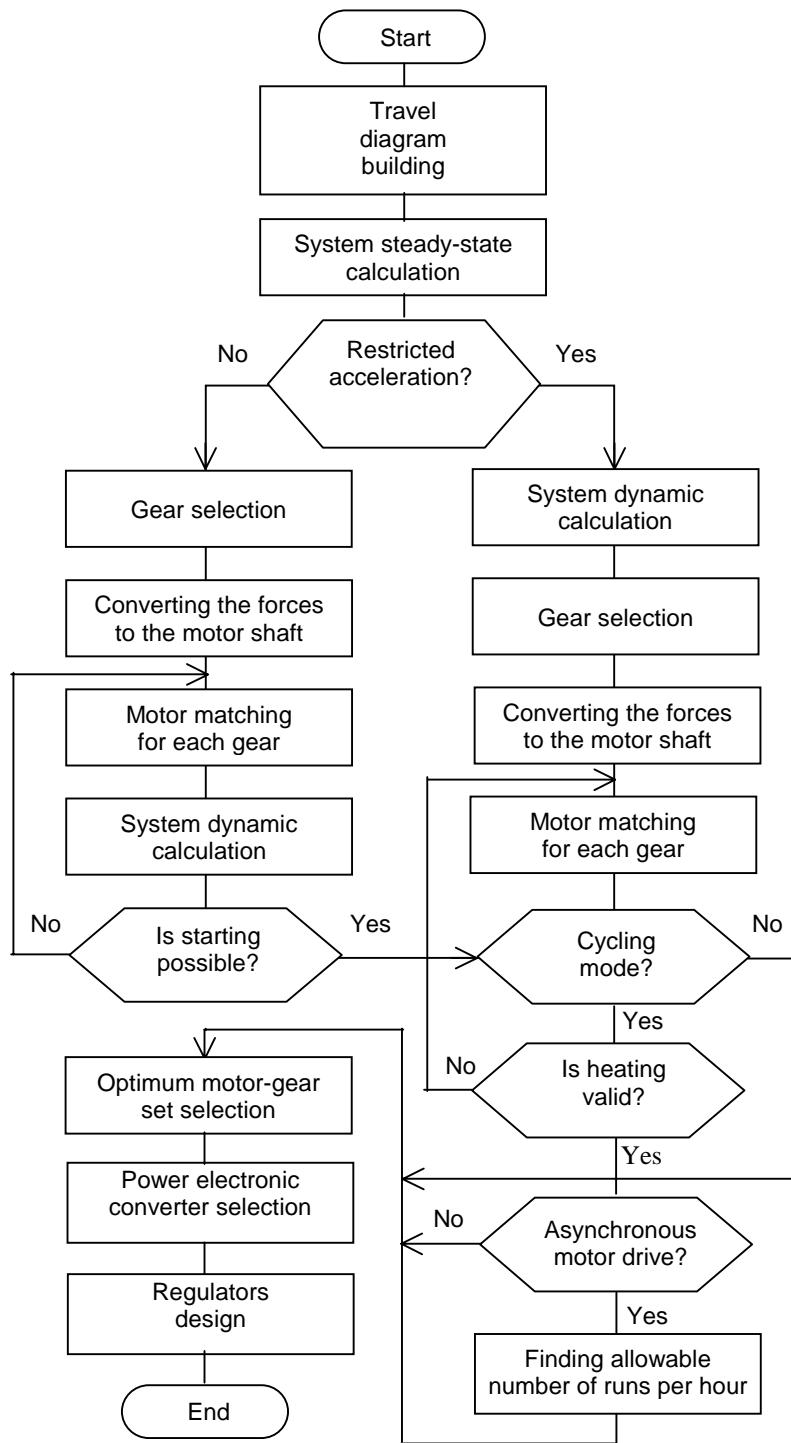 Start
Travel
diagram
building
System steady-state
calculation
No
Restricted
acceleration?
Yes
Gear selection
System dynamic
calculation
Converting the forces
to the motor shaft
Gear selection
Motor matching
for each gear
Converting the forces
to the motor shaft
System dynamic
calculation
Motor matching
for each gear
No
Is starting
possible?
Yes
Cycling
mode?
No
Yes
Optimum motor-gear
set selection
No
Is heating
valid?
Yes
Power electronic
converter selection
No
Asynchronous
motor drive?
Yes
Regulators
design
Finding allowable
number of runs per hour
End